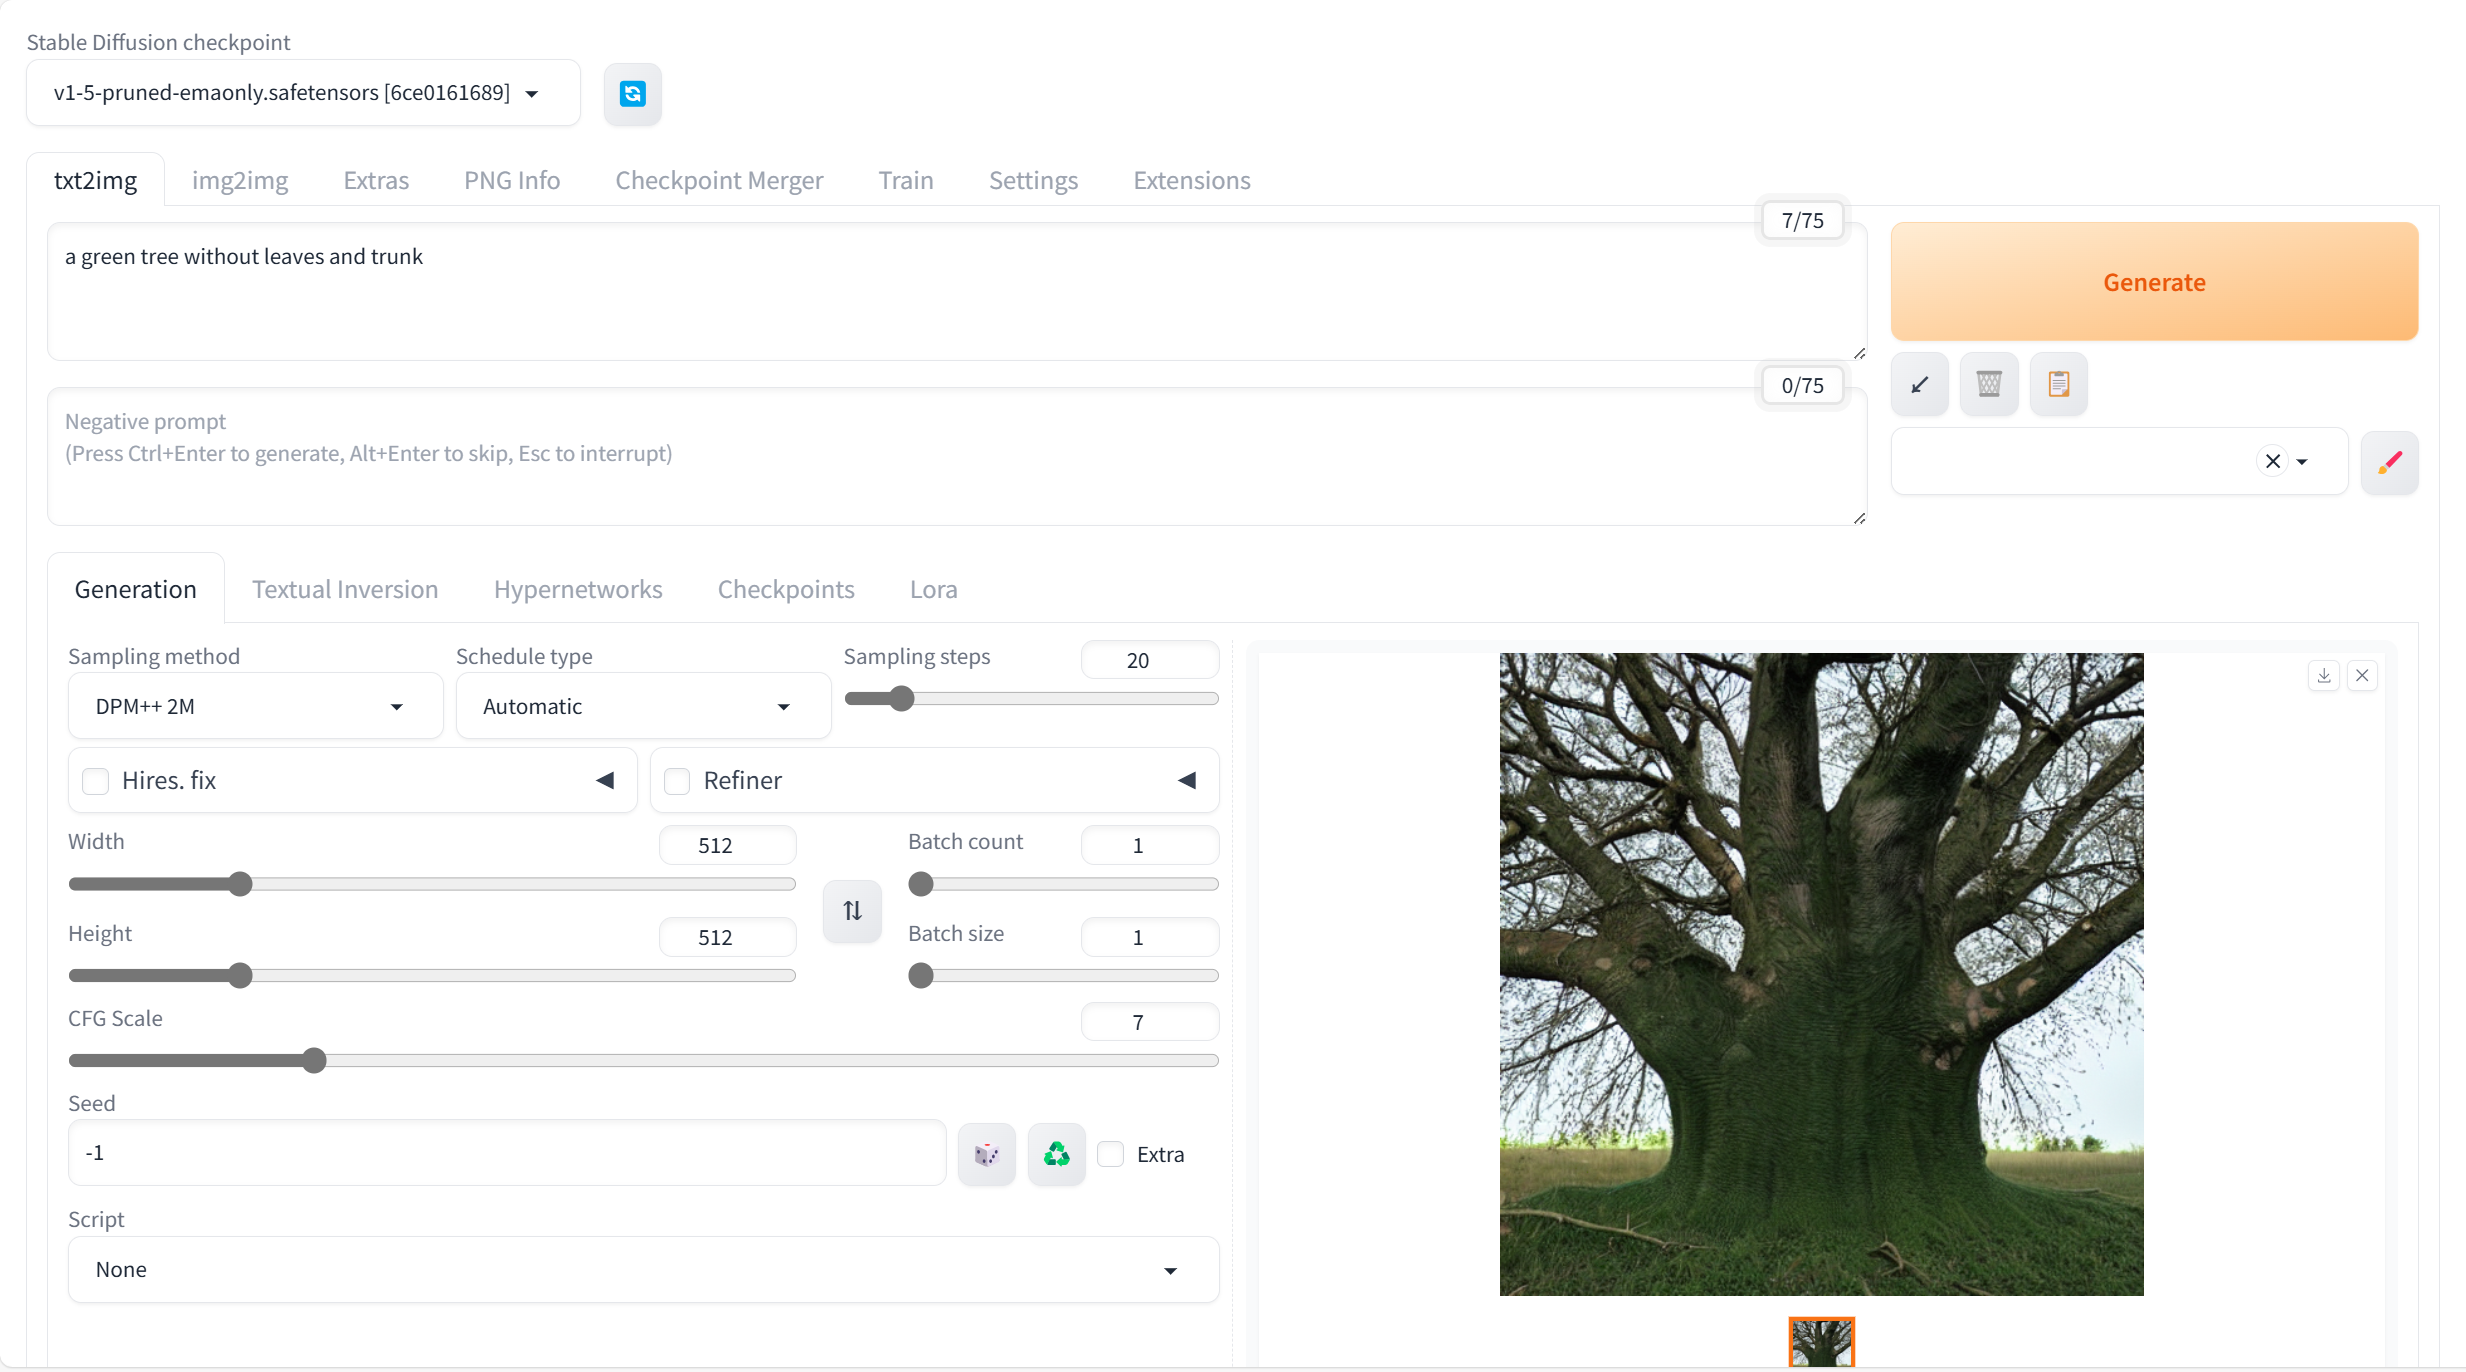 Stable Diffusion checkpoint
v1-5-pruned-emaonly.safetensors [6ce0161689]
txt2img img2img Extras PNG Info Checkpoint Merger Train Settings Extensions
7/75
a green tree without leaves and trunk
Generate
0/75
Negative prompt
(Press Ctrl+Enter to generate, Alt+Enter to skip, Esc to interrupt)
Generation Textual Inversion Hypernetworks Checkpoints Lora
Sampling method Schedule type Sampling steps 20
DPM++ 2M Automatic
Hires. fix Refiner
Width 512 Batch count 1
Height 512 Batch size 1
CFG Scale 7
Seed
-1 Extra
Script
None